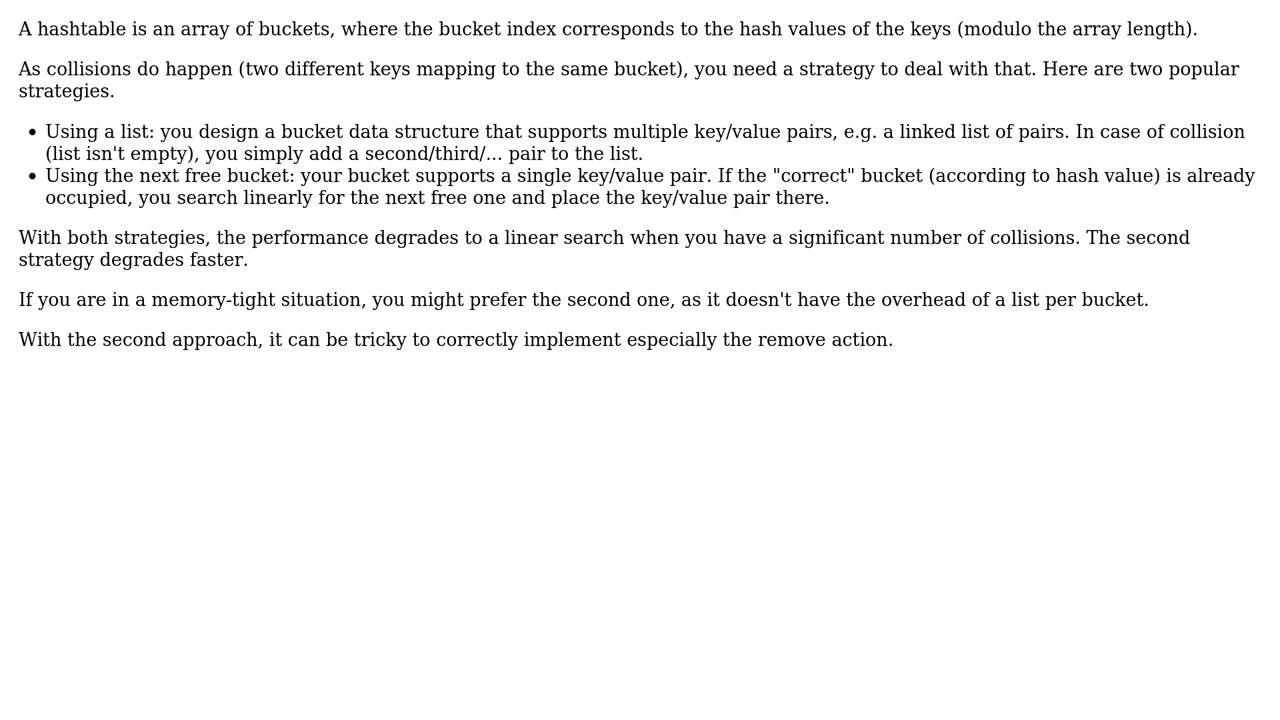 A hashtable is an array of buckets, where the bucket index corresponds to the hash values of the keys (modulo the array length).
As collisions do happen (two different keys mapping to the same bucket), you need a strategy to deal with that. Here are two popular
strategies.
• Using a list: you design a bucket data structure that supports multiple key/value pairs, e.g. a linked list of pairs. In case of collision
(list isn't empty), you simply add a second/third/... pair to the list.
• Using the next free bucket: your bucket supports a single key/value pair. If the "correct" bucket (according to hash value) is already
occupied, you search linearly for the next free one and place the key/value pair there.
With both strategies, the performance degrades to a linear search when you have a significant number of collisions. The second
strategy degrades faster.
If you are in a memory-tight situation, you might prefer the second one, as it doesn't have the overhead of a list per bucket.
With the second approach, it can be tricky to correctly implement especially the remove action.